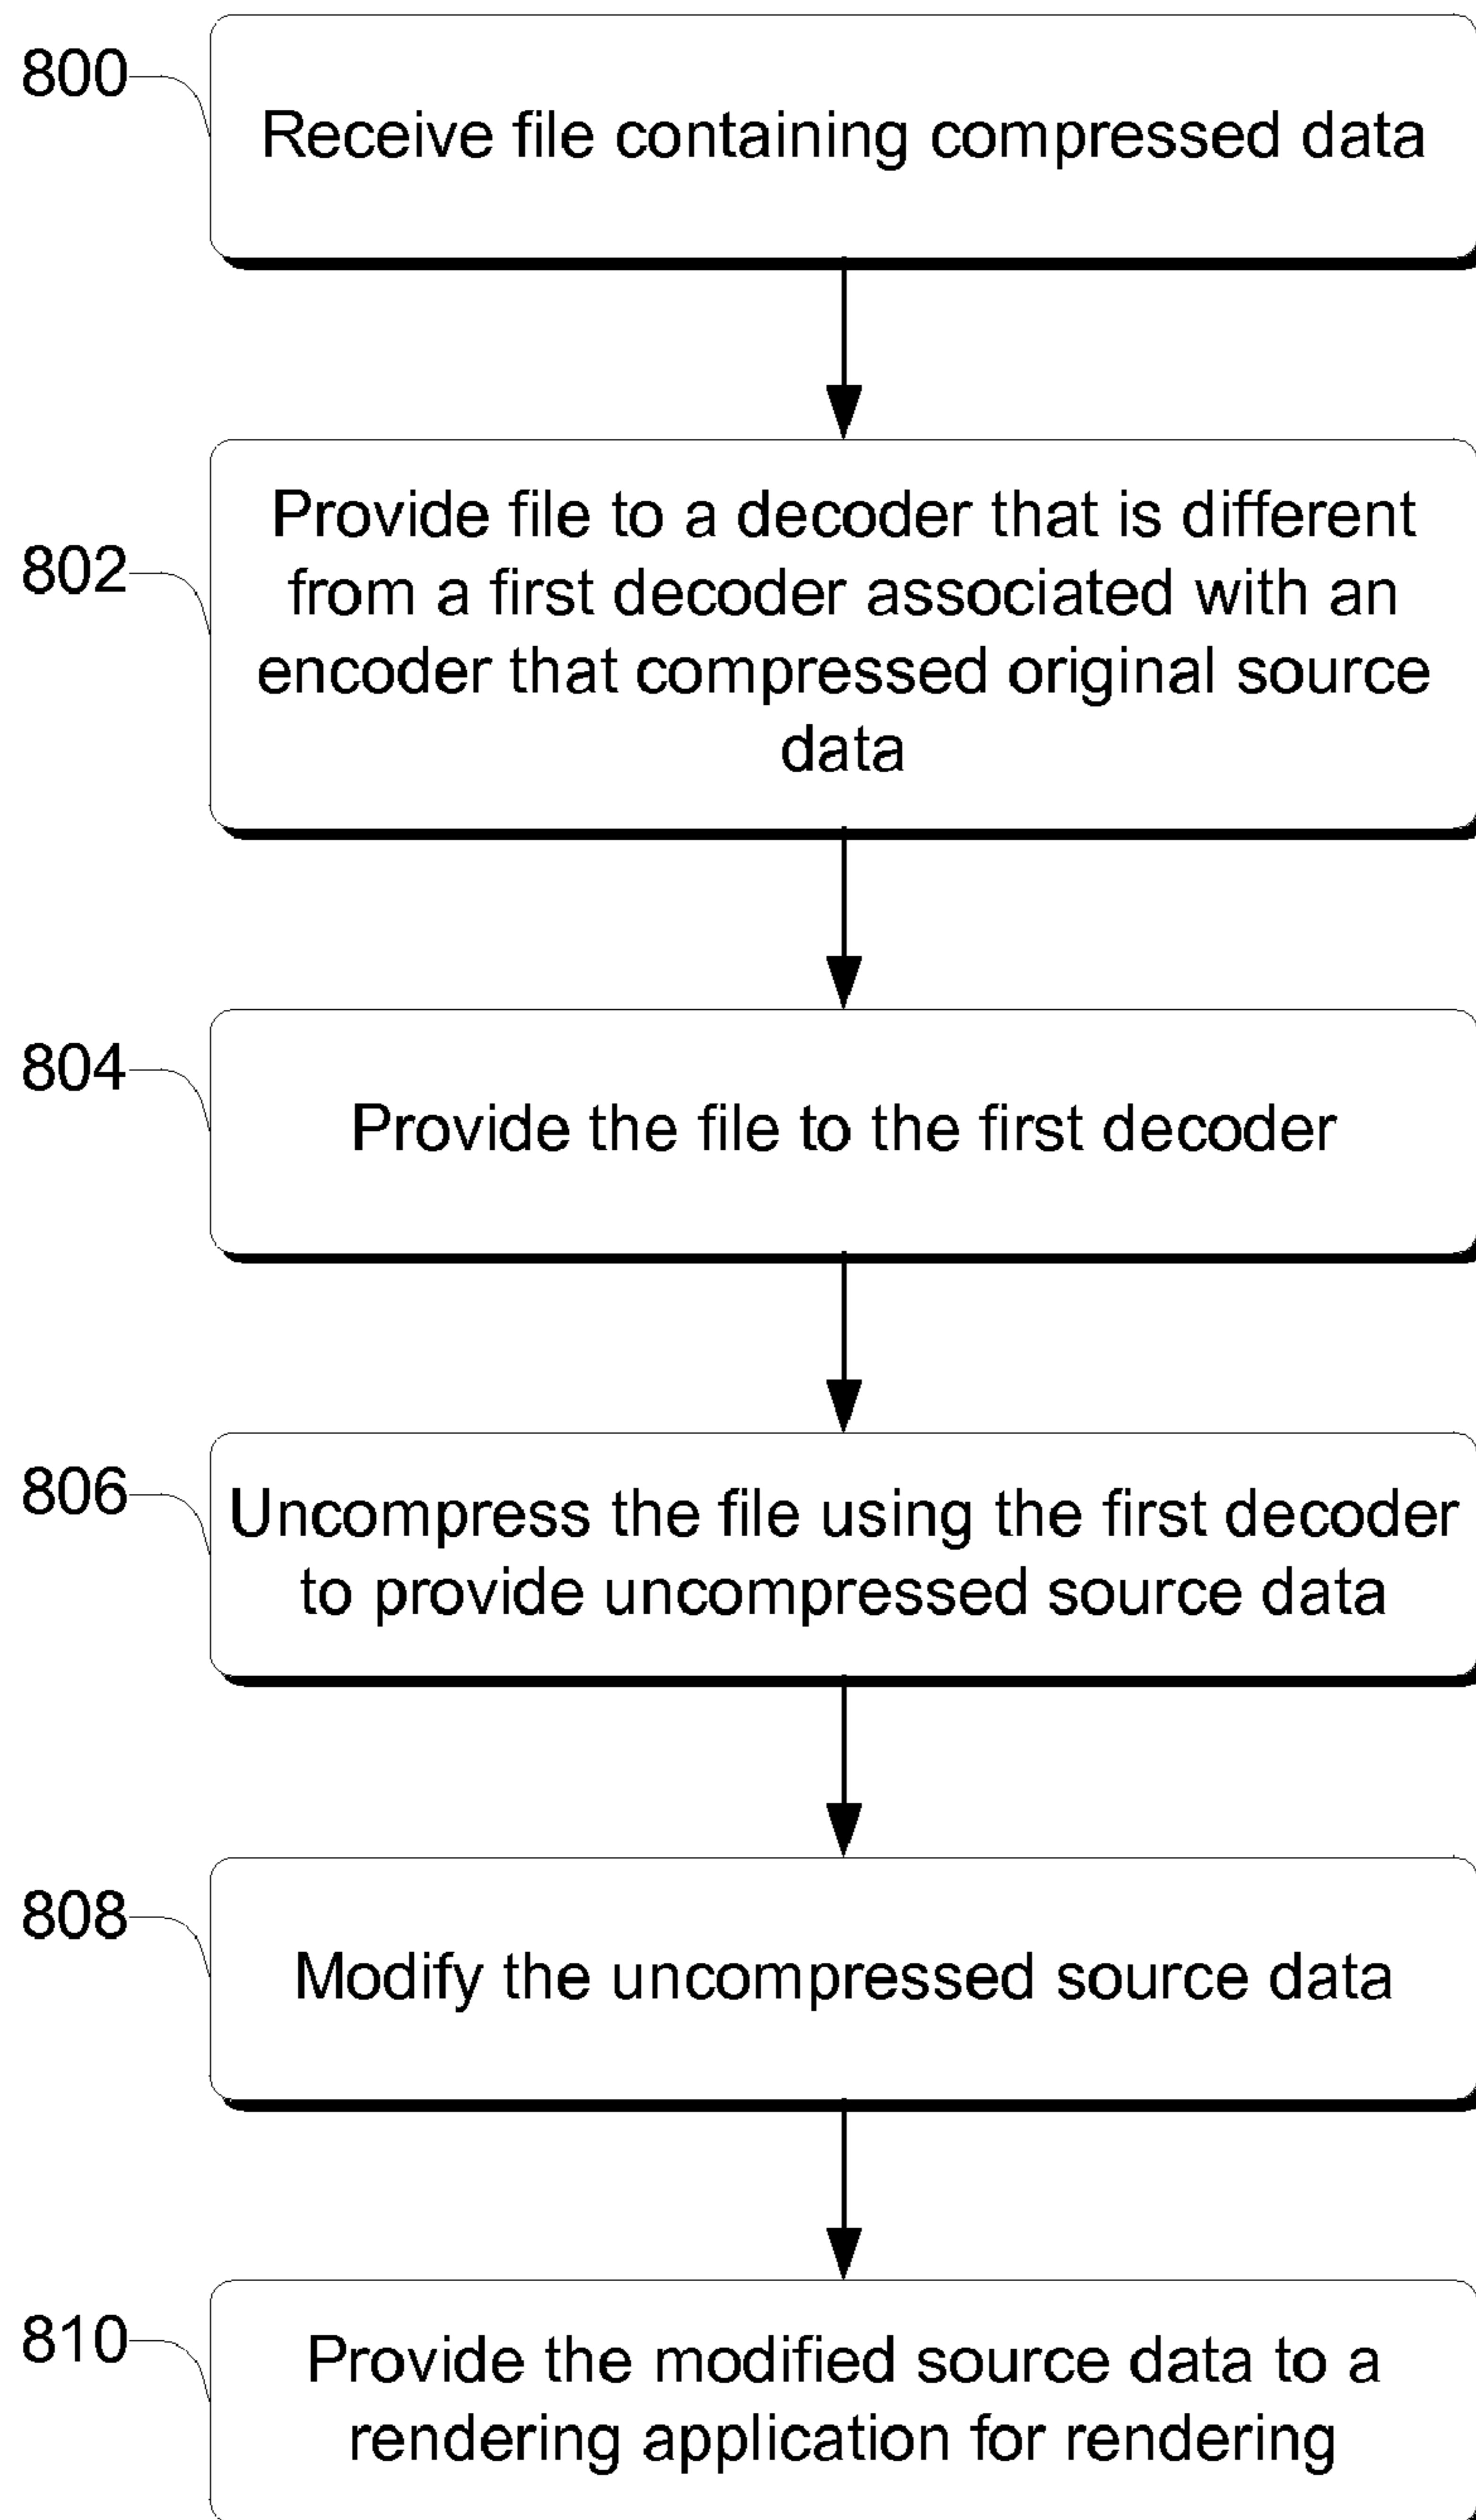 800
Receive file containing compressed data
802
Provide file to a decoder that is different
from a first decoder associated with an
encoder that compressed original source
data
804
Provide the file to the first decoder
806
Uncompress the file using the first decoder
to provide uncompressed source data
808
Modify the uncompressed source data
810
Provide the modified source data to a
rendering application for rendering